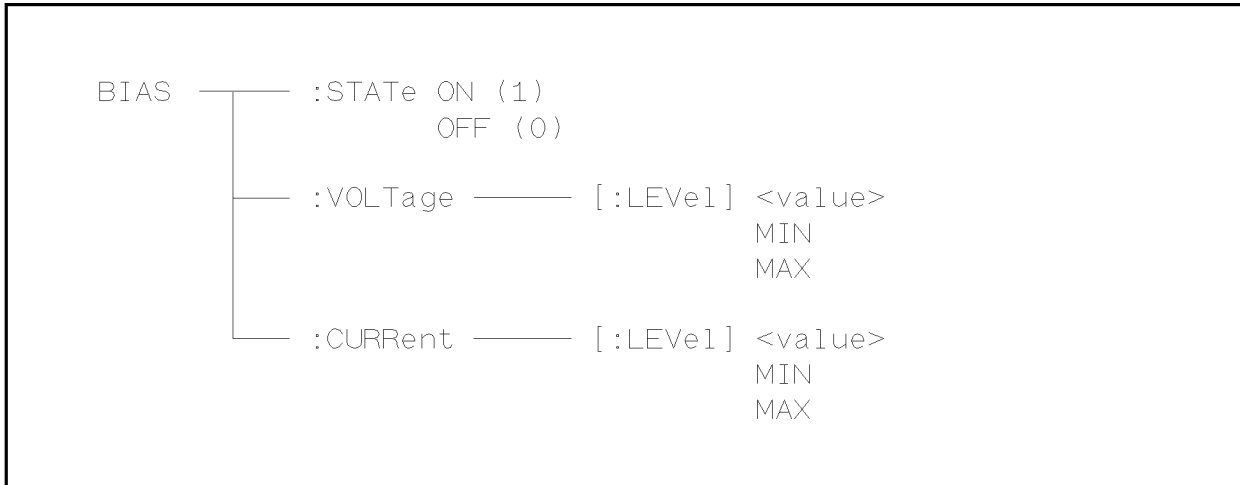 BIAS :STATe ON (1)
OFF (0)
:VOLTage [:LEVel] <value>
MIN
MAX
:CURRent [:LEVel] <value>
MIN
MAX